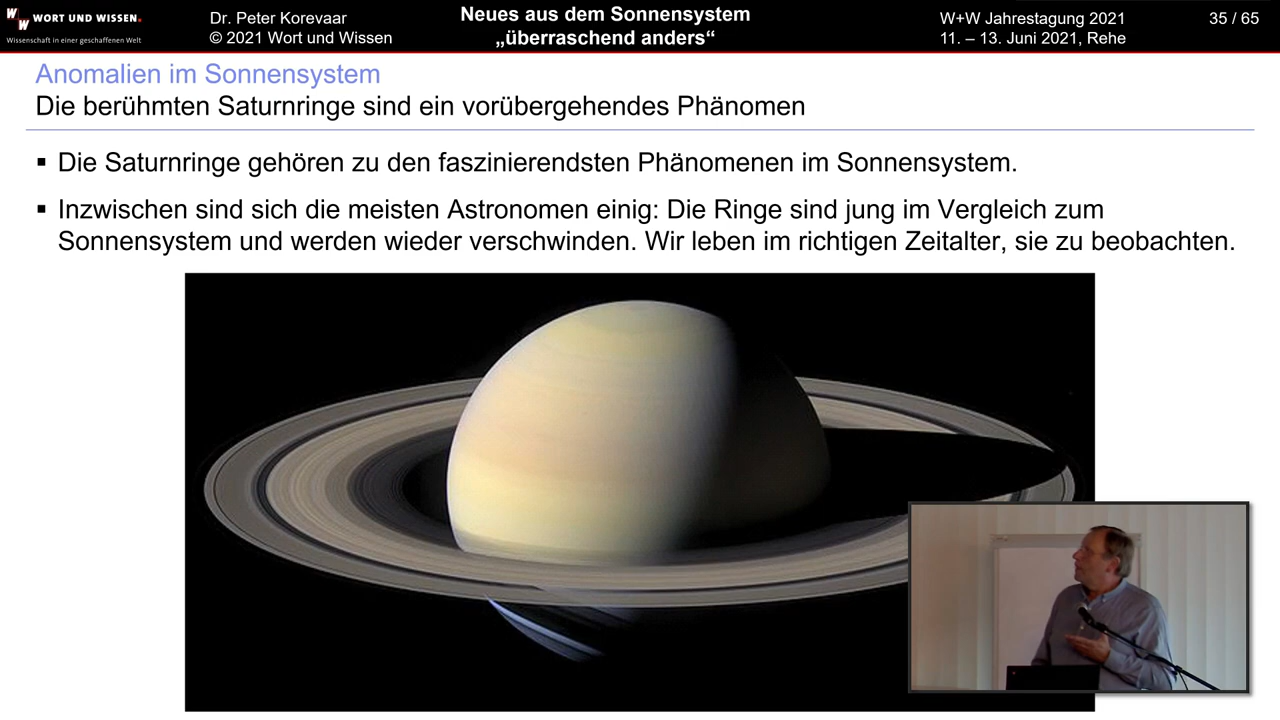 WORT UND WISSEN.
Wissenschaft in einer geschaffenen Welt
Dr. Peter Korevaar
© 2021 Wort und Wissen
Neues aus dem Sonnensystem
„überraschend anders“
W+W Jahrestagung 2021
11. – 13. Juni 2021, Rehe
35 / 65
Anomalien im Sonnensystem
Die berühmten Saturnringe sind ein vorübergehendes Phänomen
▪ Die Saturnringe gehören zu den faszinierendsten Phänomenen im Sonnensystem.
▪ Inzwischen sind sich die meisten Astronomen einig: Die Ringe sind jung im Vergleich zum
Sonnensystem und werden wieder verschwinden. Wir leben im richtigen Zeitalter, sie zu beobachten.